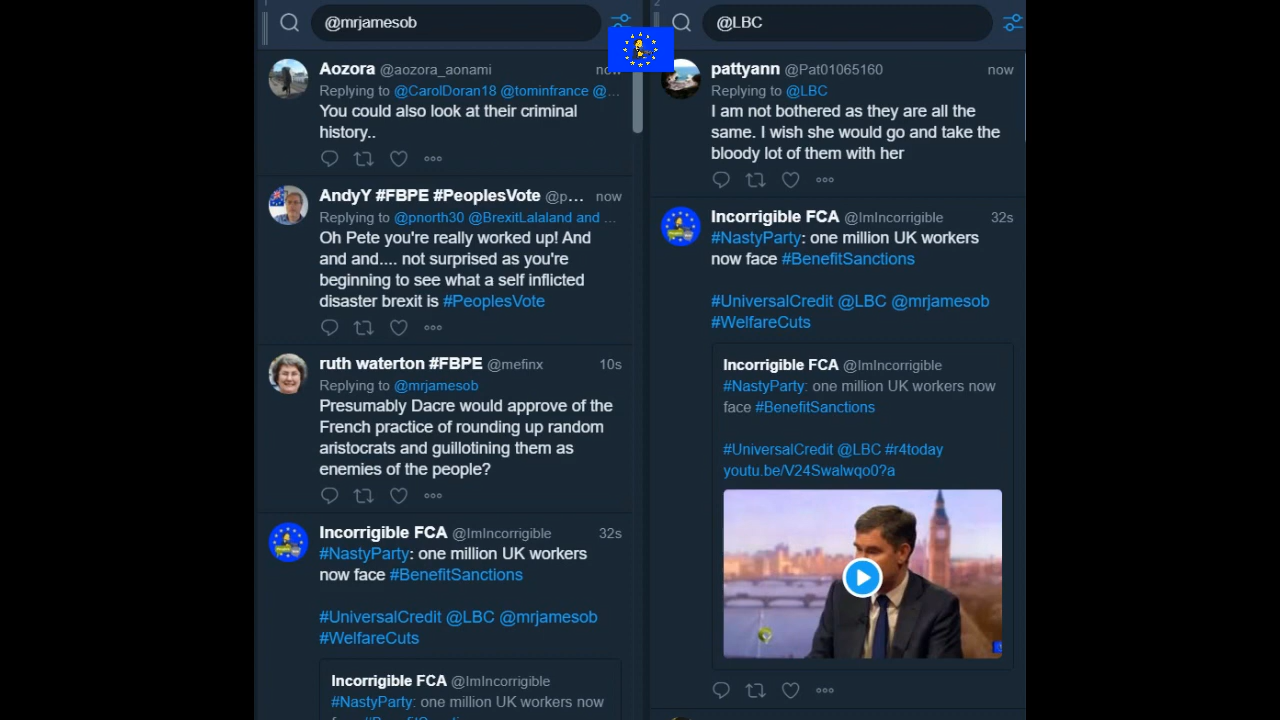 1
@mrjamesob
Aozora @aozora_aonami now
Replying to @CarolDoran18 @tominfrance @…
You could also look at their criminal
history..
AndyY #FBPE #PeoplesVote @p… now
Replying to @pnorth30 @BrexitLalaland and …
Oh Pete you're really worked up! And
and and.... not surprised as you're
beginning to see what a self inflicted
disaster brexit is #PeoplesVote
ruth waterton #FBPE @mefinx 10s
Replying to @mrjamesob
Presumably Dacre would approve of the
French practice of rounding up random
aristocrats and guillotining them as
enemies of the people?
Incorrigible FCA @ImIncorrigible 32s
#NastyParty: one million UK workers
now face #BenefitSanctions
#UniversalCredit @LBC @mrjamesob
#WelfareCuts
Incorrigible FCA @ImIncorrigible
#NastyParty: one million UK workers now
face #BenefitSanctions
2
@LBC
pattyann @Pat01065160 now
Replying to @LBC
I am not bothered as they are all the
same. I wish she would go and take the
bloody lot of them with her
Incorrigible FCA @ImIncorrigible 32s
#NastyParty: one million UK workers
now face #BenefitSanctions
#UniversalCredit @LBC @mrjamesob
#WelfareCuts
Incorrigible FCA @ImIncorrigible
#NastyParty: one million UK workers now
face #BenefitSanctions
#UniversalCredit @LBC #r4today
youtu.be/V24Swalwqo0?a